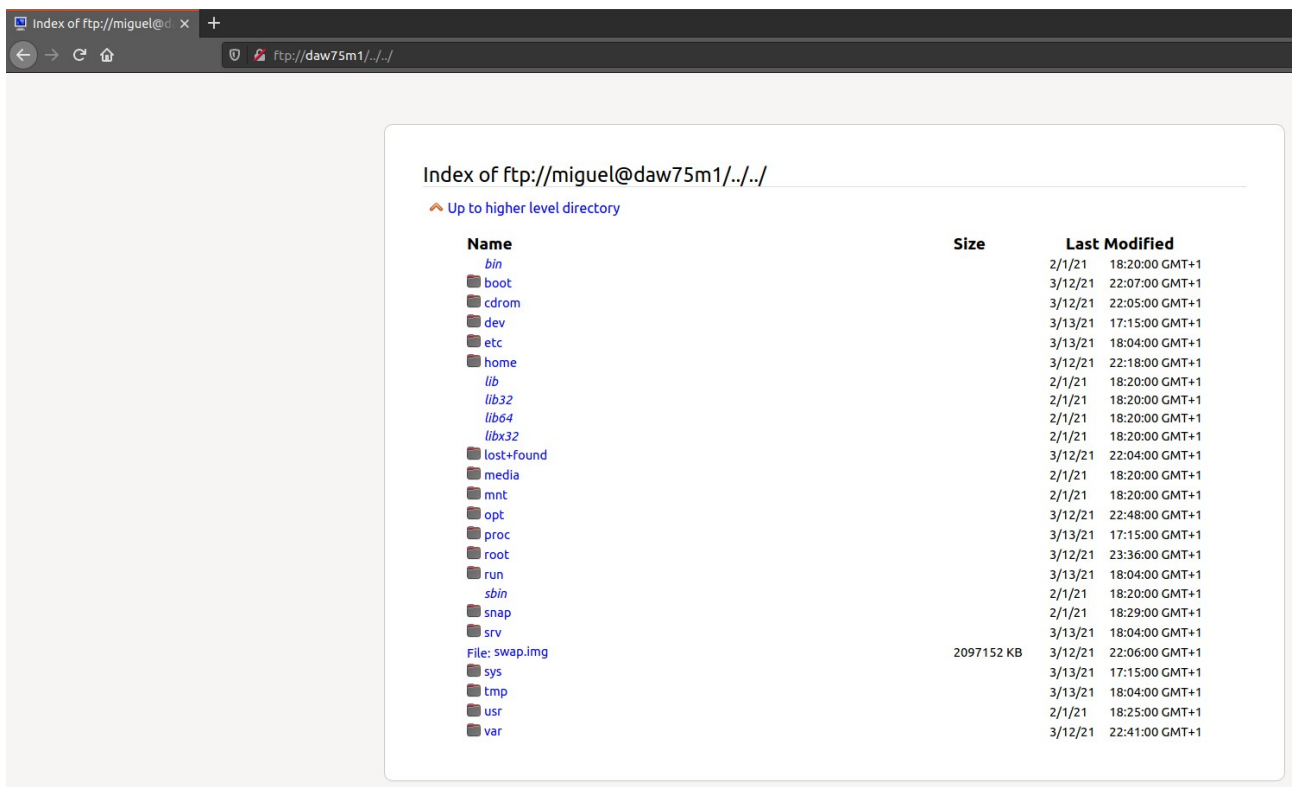 Index of ftp://miguel@d
ftp://daw75m1/../../
Index of ftp://miguel@daw75m1/../../
Up to higher level directory
Name Size Last Modified
bin 2/1/21 18:20:00 GMT+1
boot 3/12/21 22:07:00 GMT+1
cdrom 3/12/21 22:05:00 GMT+1
dev 3/13/21 17:15:00 GMT+1
etc 3/13/21 18:04:00 GMT+1
home 3/12/21 22:18:00 GMT+1
lib 2/1/21 18:20:00 GMT+1
lib32 2/1/21 18:20:00 GMT+1
lib64 2/1/21 18:20:00 GMT+1
libx32 2/1/21 18:20:00 GMT+1
lost+found 3/12/21 22:04:00 GMT+1
media 2/1/21 18:20:00 GMT+1
mnt 2/1/21 18:20:00 GMT+1
opt 3/12/21 22:48:00 GMT+1
proc 3/13/21 17:15:00 GMT+1
root 3/12/21 23:36:00 GMT+1
run 3/13/21 18:04:00 GMT+1
sbin 2/1/21 18:20:00 GMT+1
snap 2/1/21 18:29:00 GMT+1
srv 3/13/21 18:04:00 GMT+1
File: swap.img 2097152 KB 3/12/21 22:06:00 GMT+1
sys 3/13/21 17:15:00 GMT+1
tmp 3/13/21 18:04:00 GMT+1
usr 2/1/21 18:25:00 GMT+1
var 3/12/21 22:41:00 GMT+1